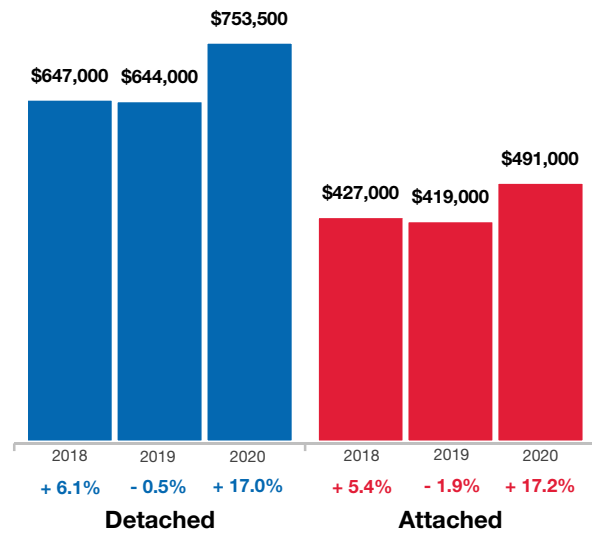 $753,500
$647,000 $644,000
$491,000
$427,000 $419,000
2018 2019 2020 2018 2019 2020
+ 6.1% - 0.5% + 17.0% + 5.4% - 1.9% + 17.2%
Detached Attached